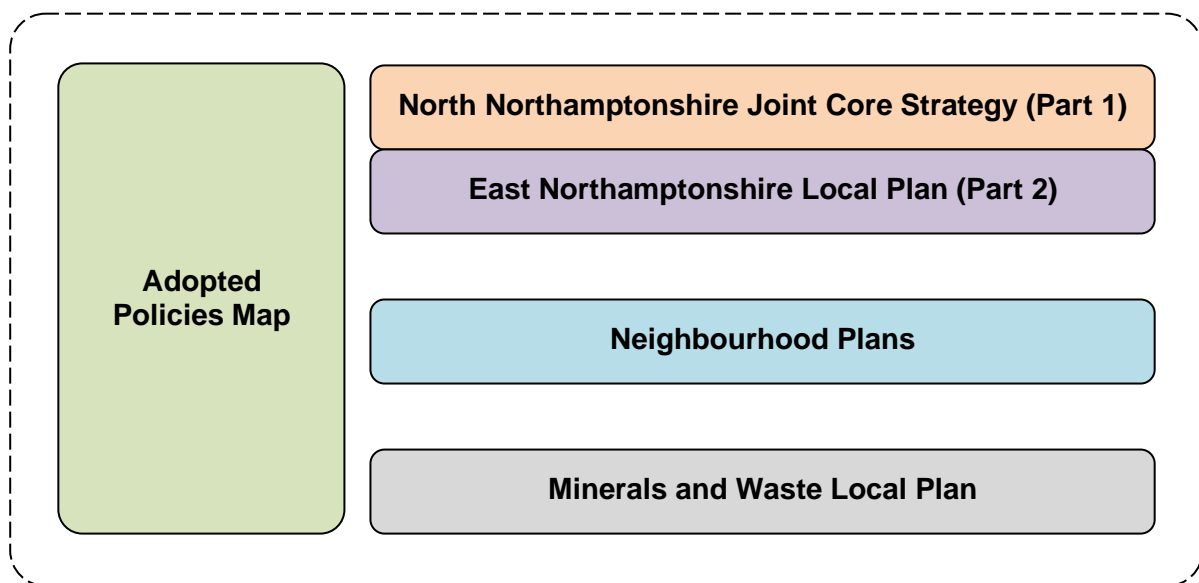 Adopted
Policies Map
North Northamptonshire Joint Core Strategy (Part 1)
East Northamptonshire Local Plan (Part 2)
Neighbourhood Plans
Minerals and Waste Local Plan